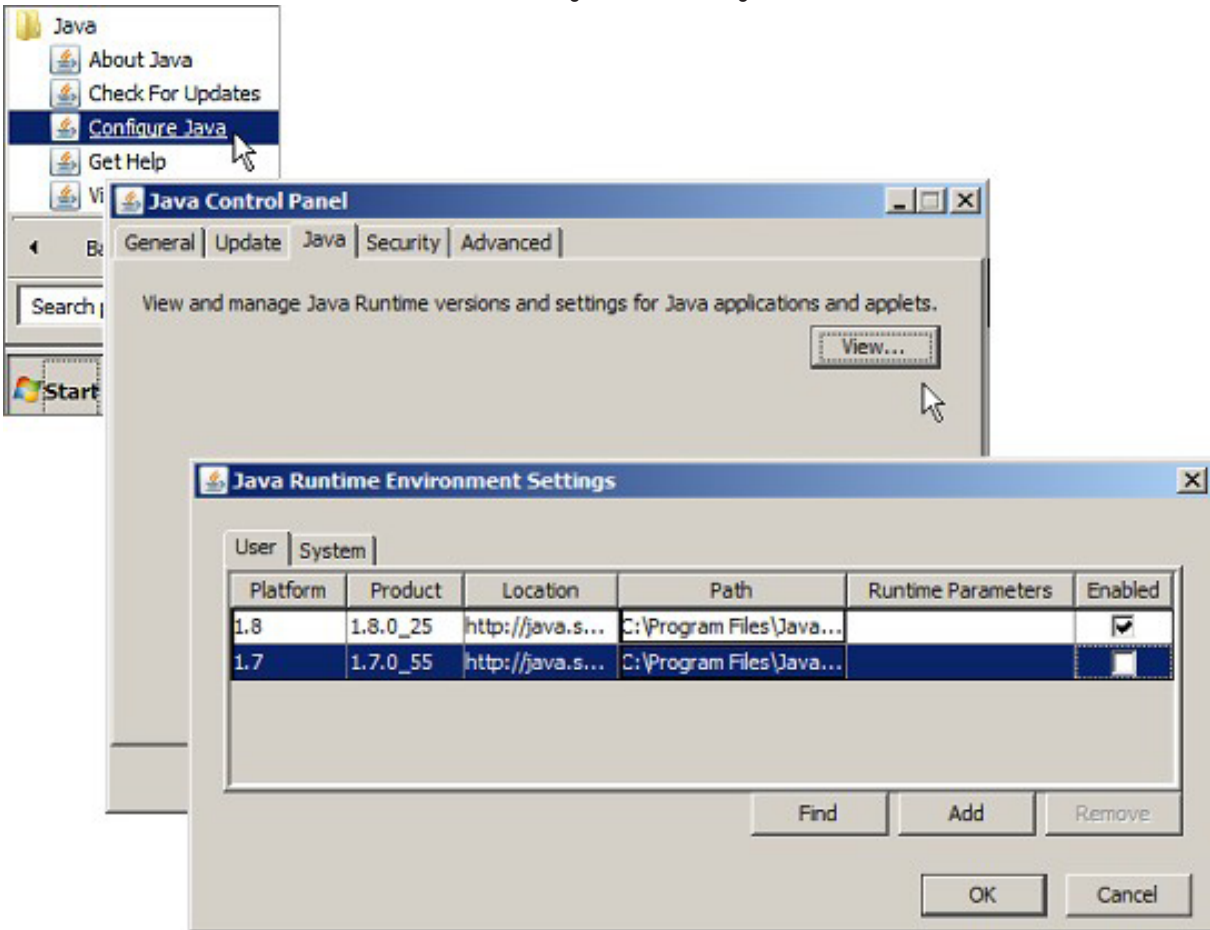 Java
About Java
Check For Updates
Configure Java
Get Help
Vi
Ba
Search p
Start
Java Control Panel
General Update Java Security Advanced
View and manage Java Runtime versions and settings for Java applications and applets.
View...
Java Runtime Environment Settings
User System
Platform Product Location Path Runtime Parameters Enabled
1.8 1.8.0_25 http://java.s... C:\Program Files\Java...
1.7 1.7.0_55 http://java.s... C:\Program Files\Java...
Find Add Remove
OK Cancel